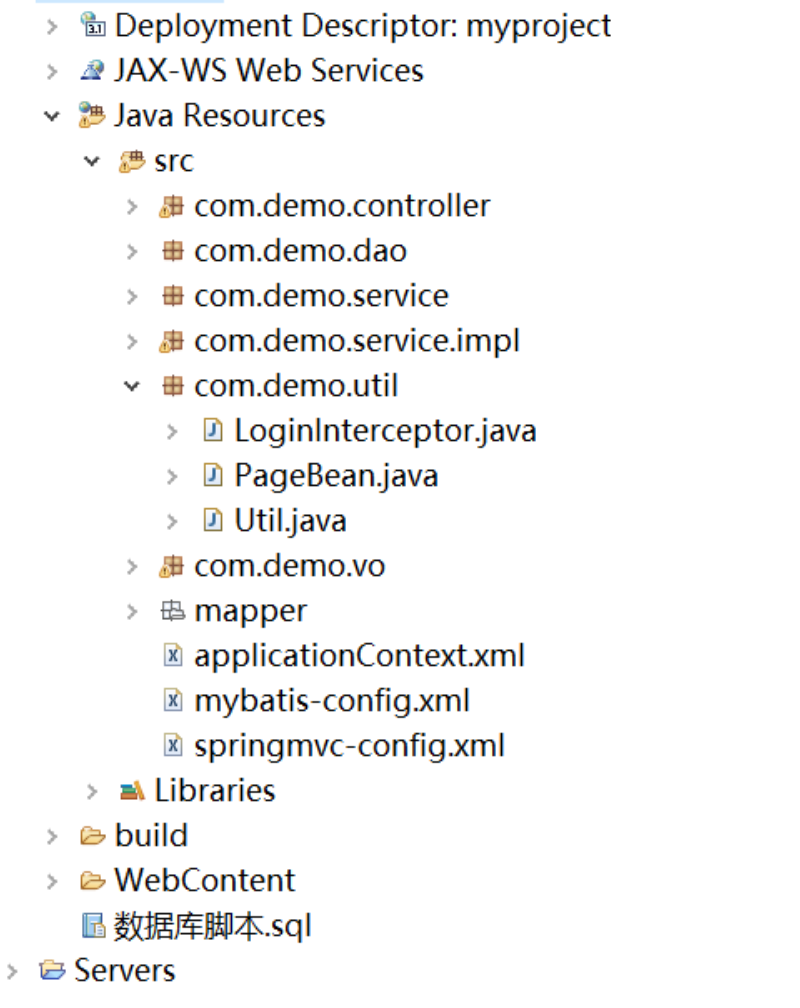 Deployment Descriptor: myproject
JAX-WS Web Services
Java Resources
src
com.demo.controller
com.demo.dao
com.demo.service
com.demo.service.impl
com.demo.util
LoginInterceptor.java
PageBean.java
Util.java
com.demo.vo
mapper
applicationContext.xml
mybatis-config.xml
springmvc-config.xml
Libraries
build
WebContent
数据库脚本.sql
Servers